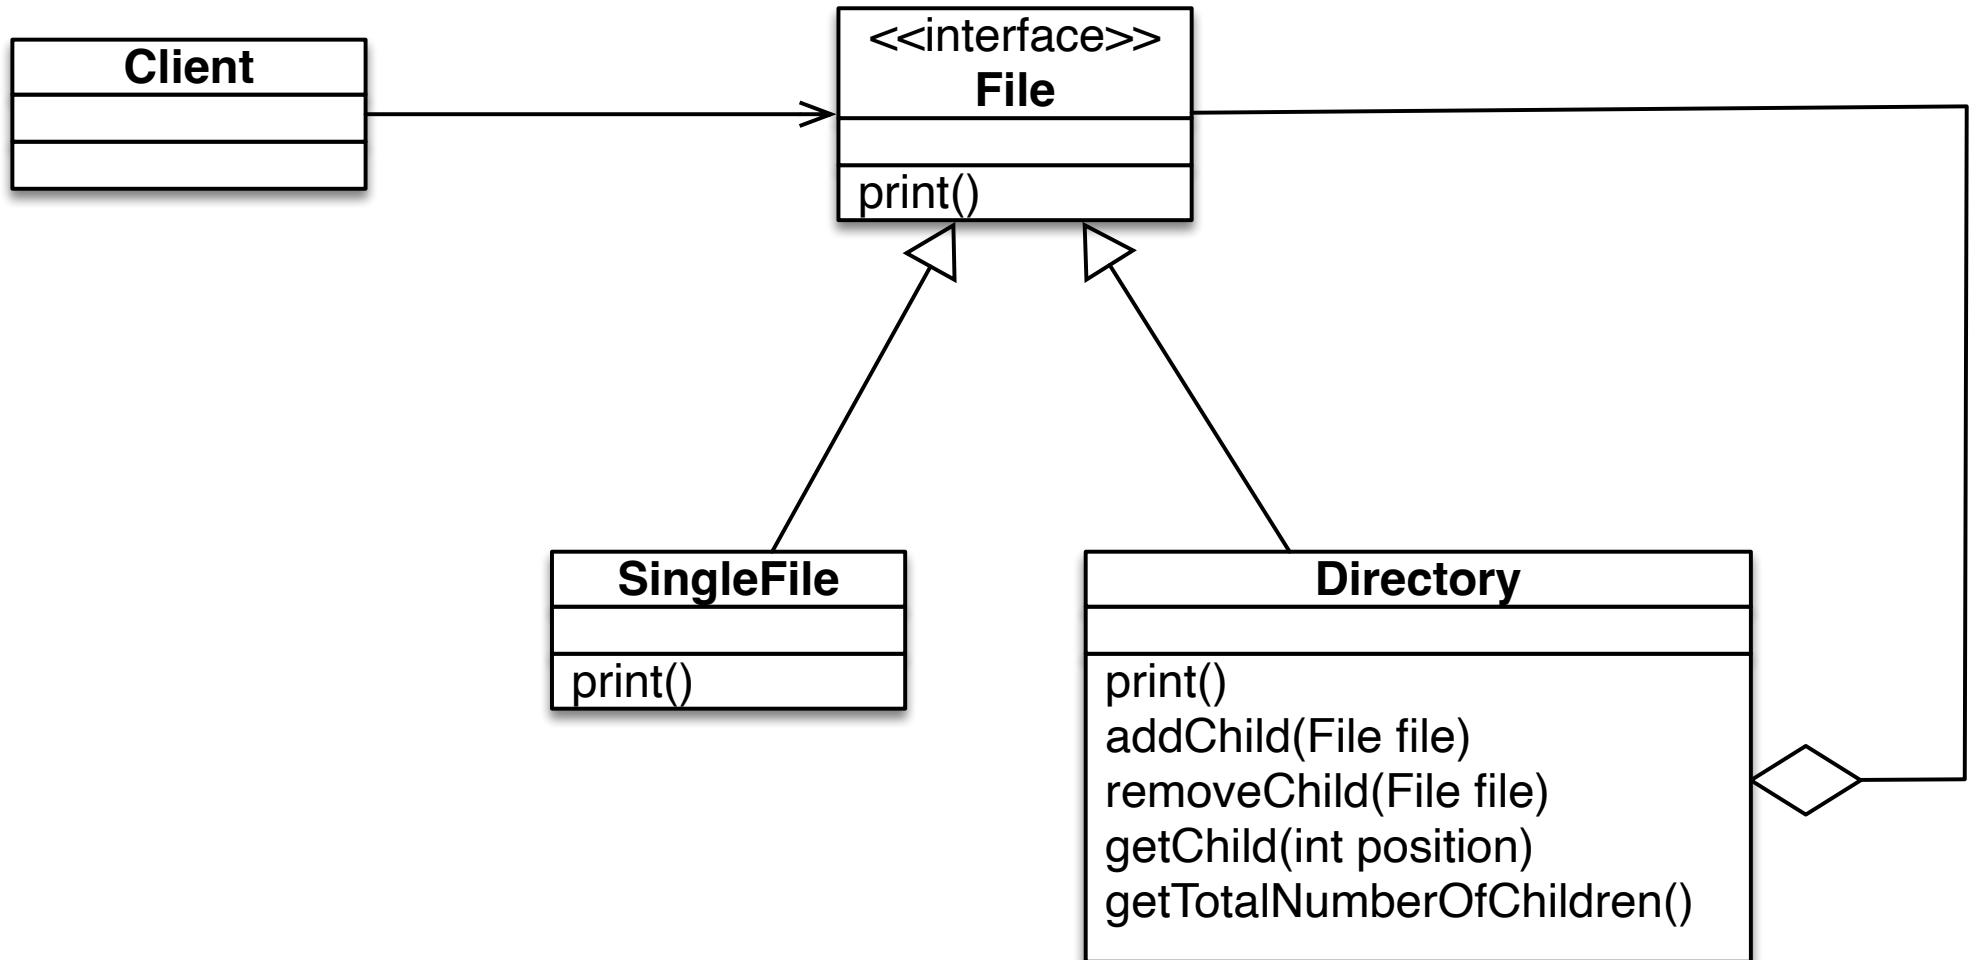 Client
<<interface>>
File
print()
SingleFile
print()
Directory
print()
addChild(File file)
removeChild(File file)
getChild(int position)
getTotalNumberOfChildren()